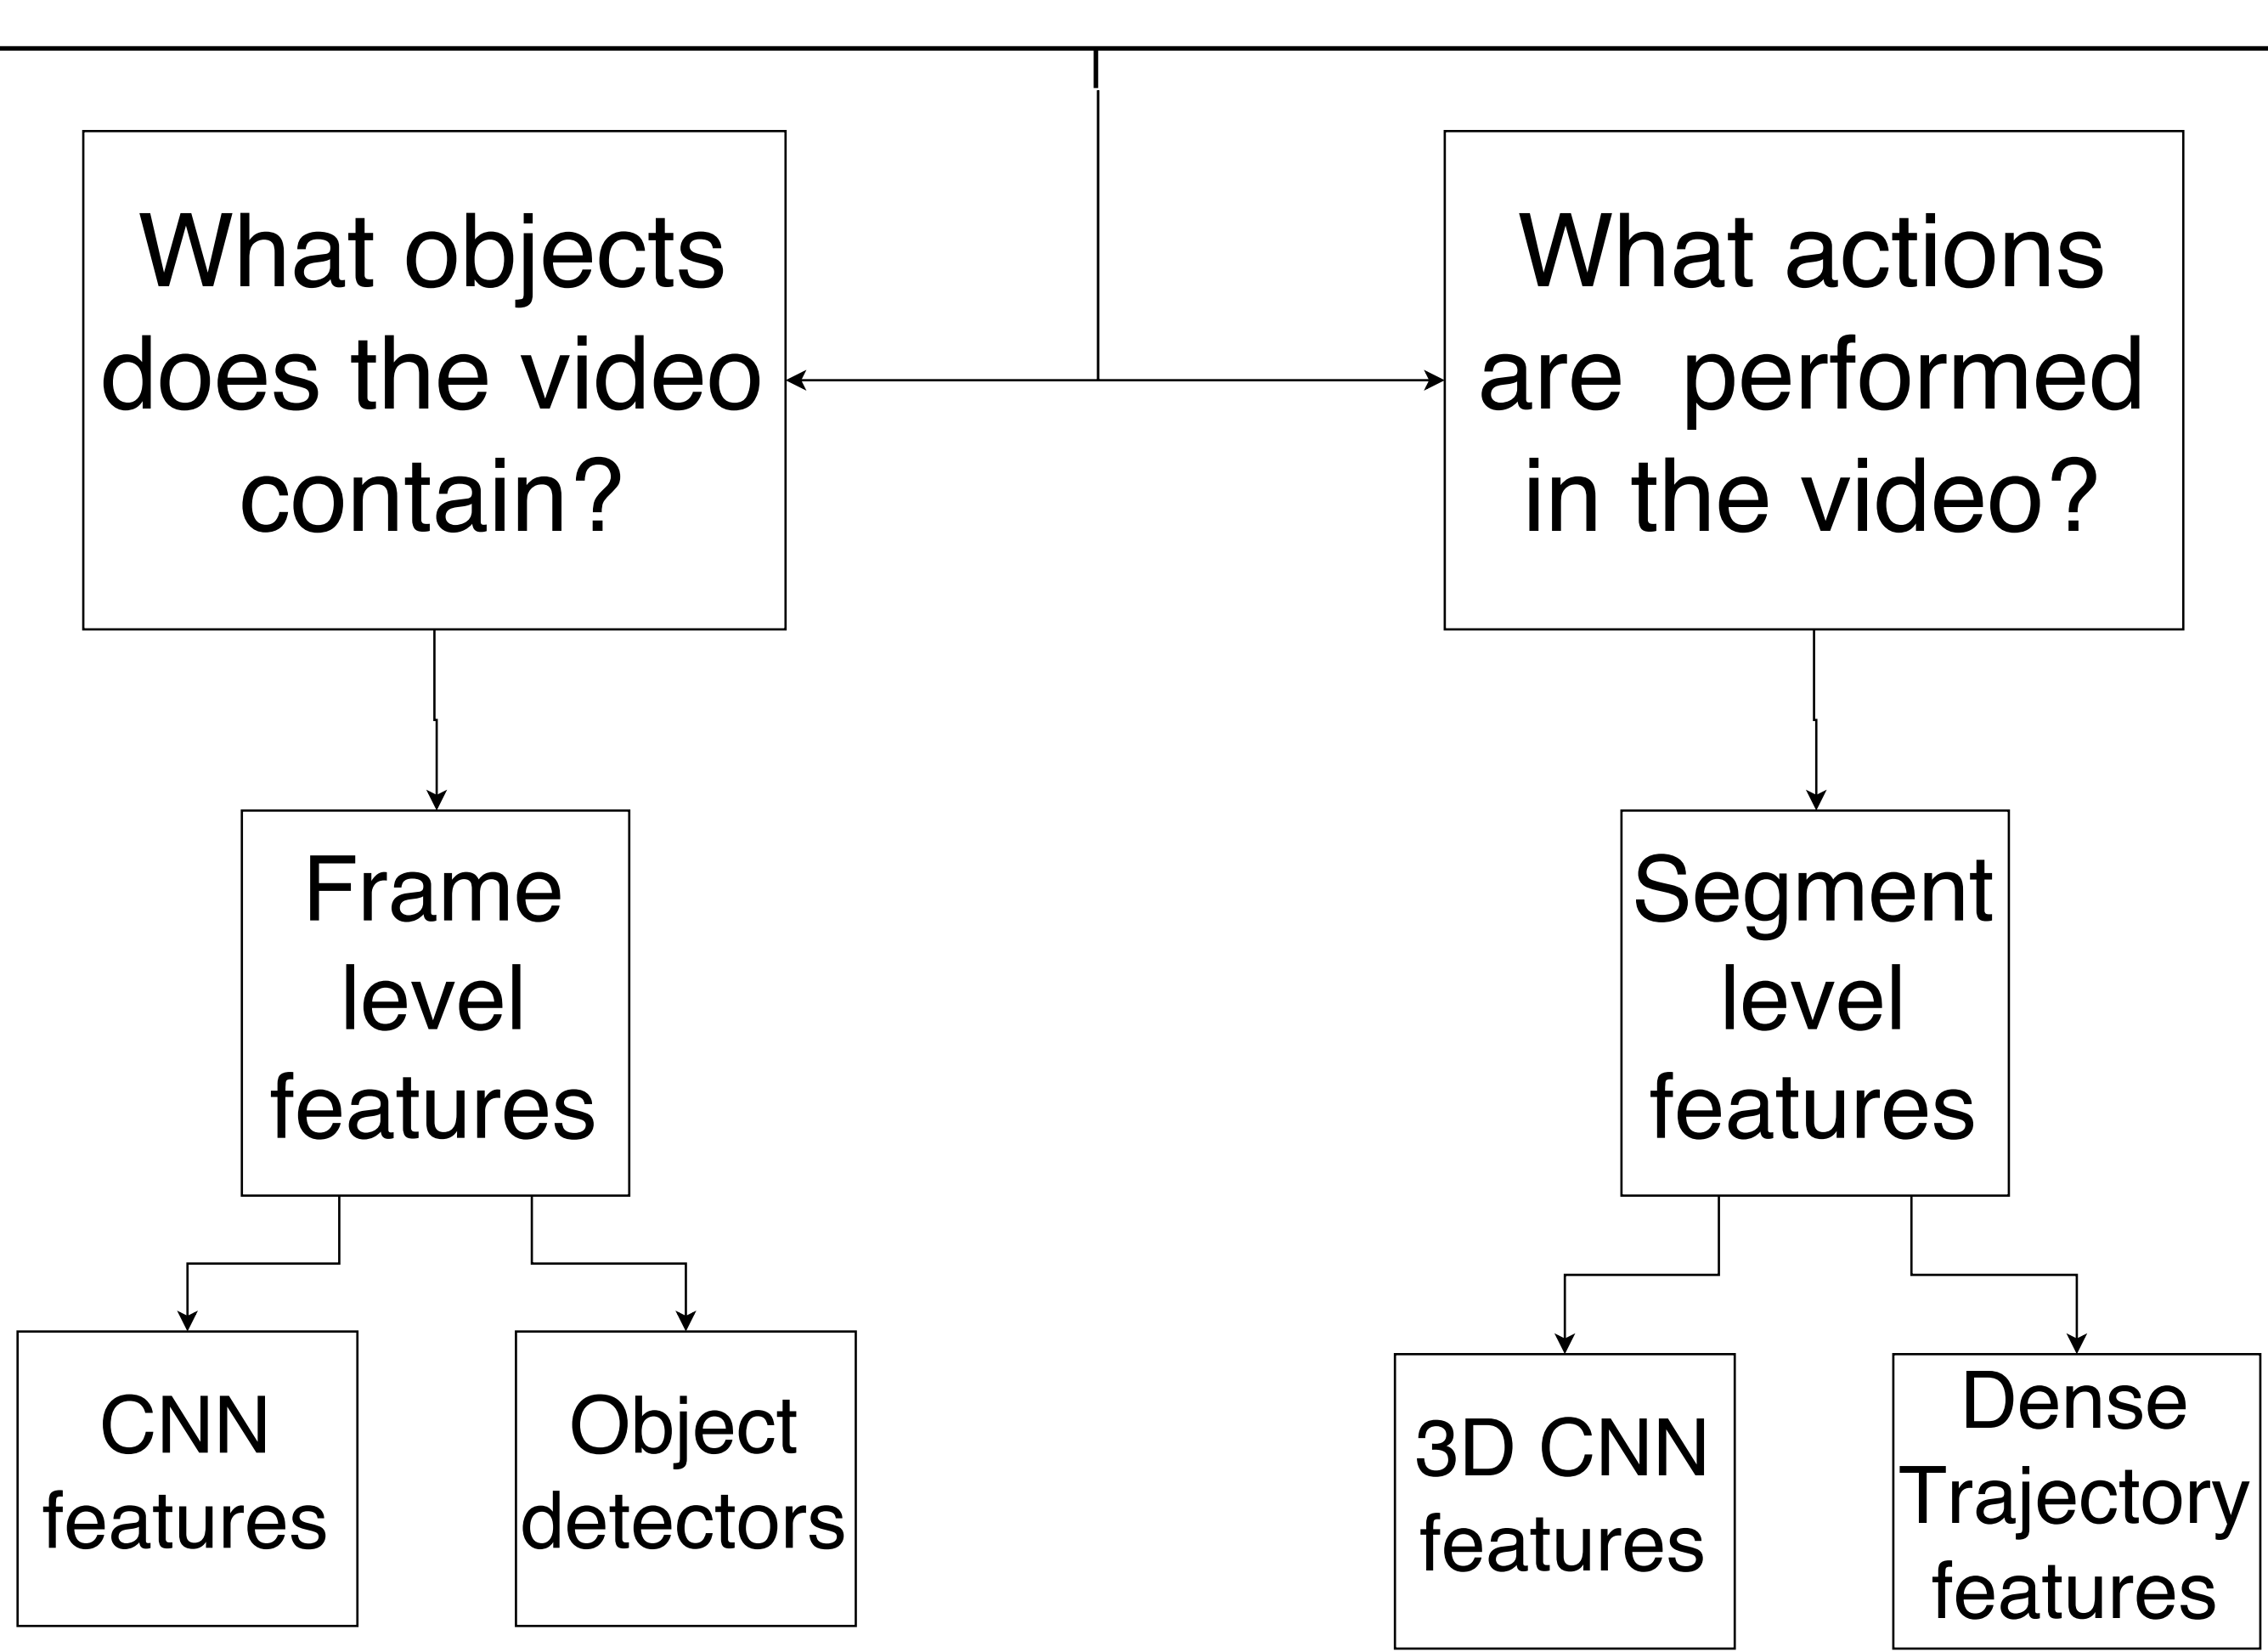 What objects
does the video
contain?
What actions
are  performed
in the video?
Frame
level
features
Segment
level
features
CNN
features
Object
detectors
3D CNN
features
Dense
Trajectory
features